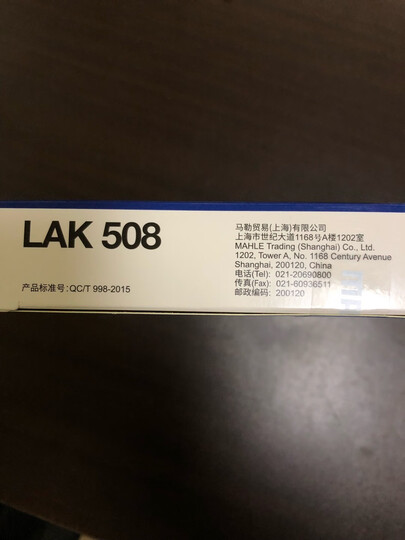 LAK 508
产品标准号:QC/T 998-2015
马勒贸易(上海)有限公司
上海市世纪大道1168号A楼1202室
MAHLE Trading (Shanghai) Co., Ltd.
1202, Tower A, No. 1168 Century Avenue
Shanghai, 200120, China
电话(Tel): 021-20690800
传真(Fax): 021-60936511
邮政编码: 200120